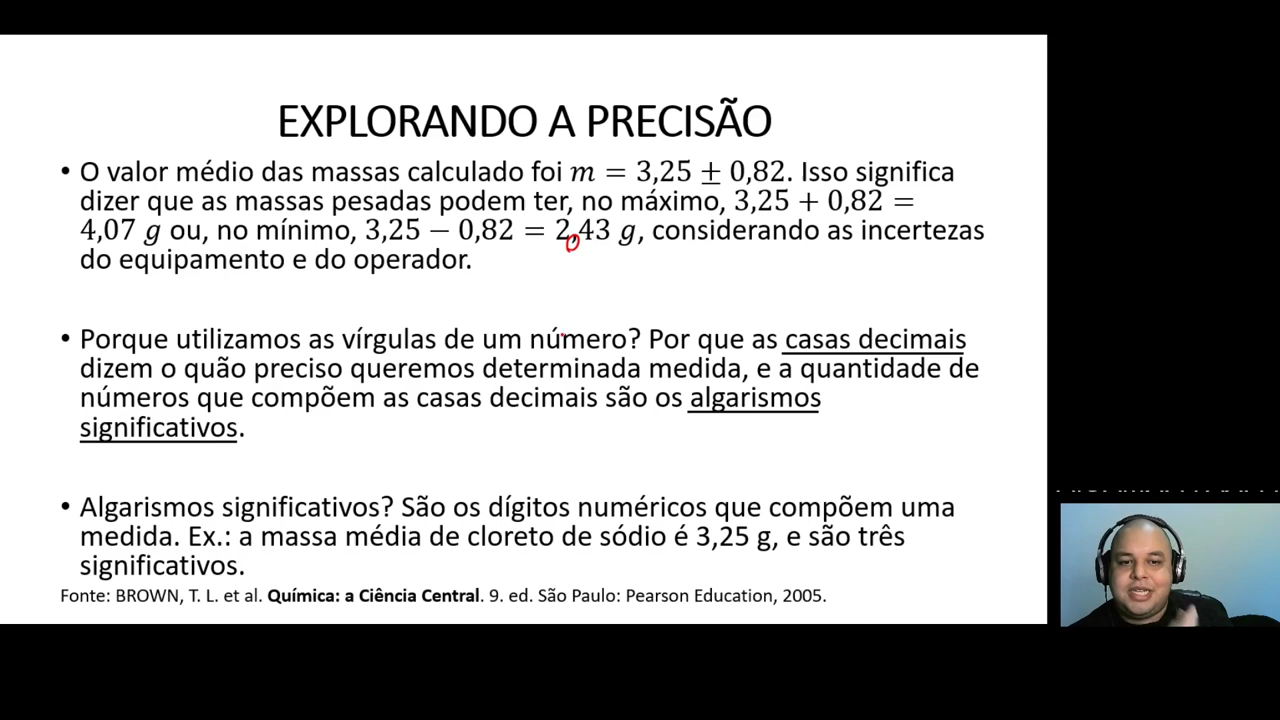 EXPLORANDO A PRECISÃO
• O valor médio das massas calculado foi m = 3,25 ± 0,82. Isso significa
dizer que as massas pesadas podem ter, no máximo, 3,25 + 0,82 =
4,07 g ou, no mínimo, 3,25 − 0,82 = 2,43 g, considerando as incertezas
do equipamento e do operador.
• Porque utilizamos as vírgulas de um número? Por que as casas decimais
dizem o quão preciso queremos determinada medida, e a quantidade de
números que compõem as casas decimais são os algarismos
significativos.
• Algarismos significativos? São os dígitos numéricos que compõem uma
medida. Ex.: a massa média de cloreto de sódio é 3,25 g, e são três
significativos.
Fonte: BROWN, T. L. et al. Química: a Ciência Central. 9. ed. São Paulo: Pearson Education, 2005.